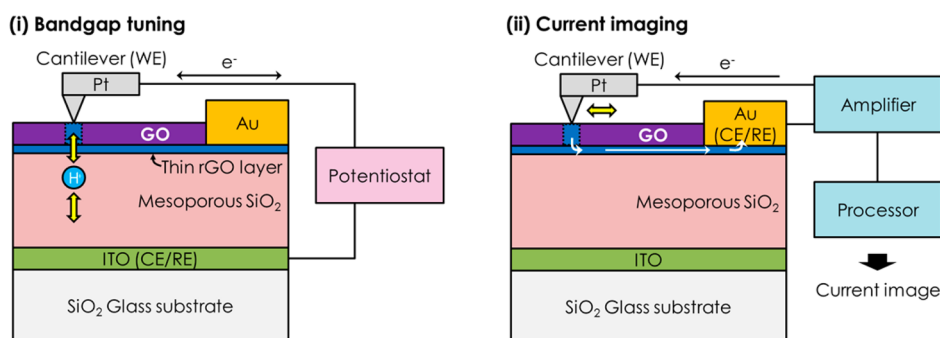 (i) Bandgap tuning
Cantilever (WE)
e-
Pt
Au
GO
Thin rGO layer
H
Potentiostat
Mesoporous SiO2
ITO (CE/RE)
SiO2 Glass substrate
(ii) Current imaging
Cantilever (WE)
e-
Pt
Amplifier
Au
(CE/RE)
GO
Mesoporous SiO2
Processor
ITO
Current image
SiO2 Glass substrate